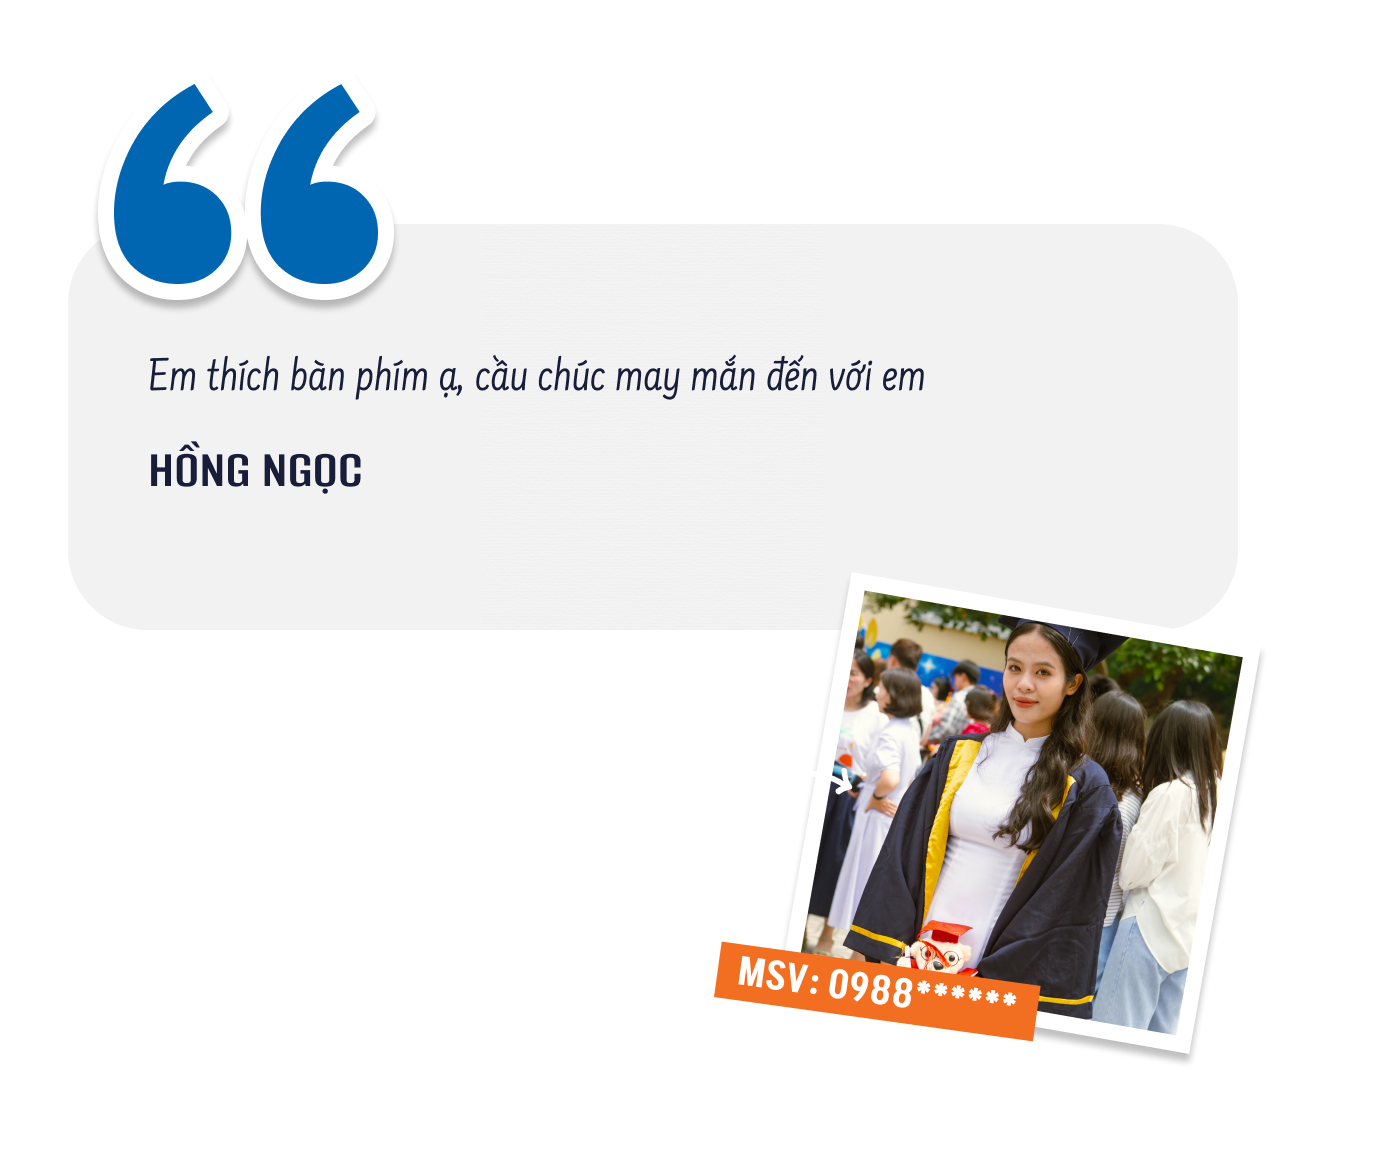 Em thích bàn phím ạ, cầu chúc may mắn đến với em
HỒNG NGỌC
MSV: 0988******